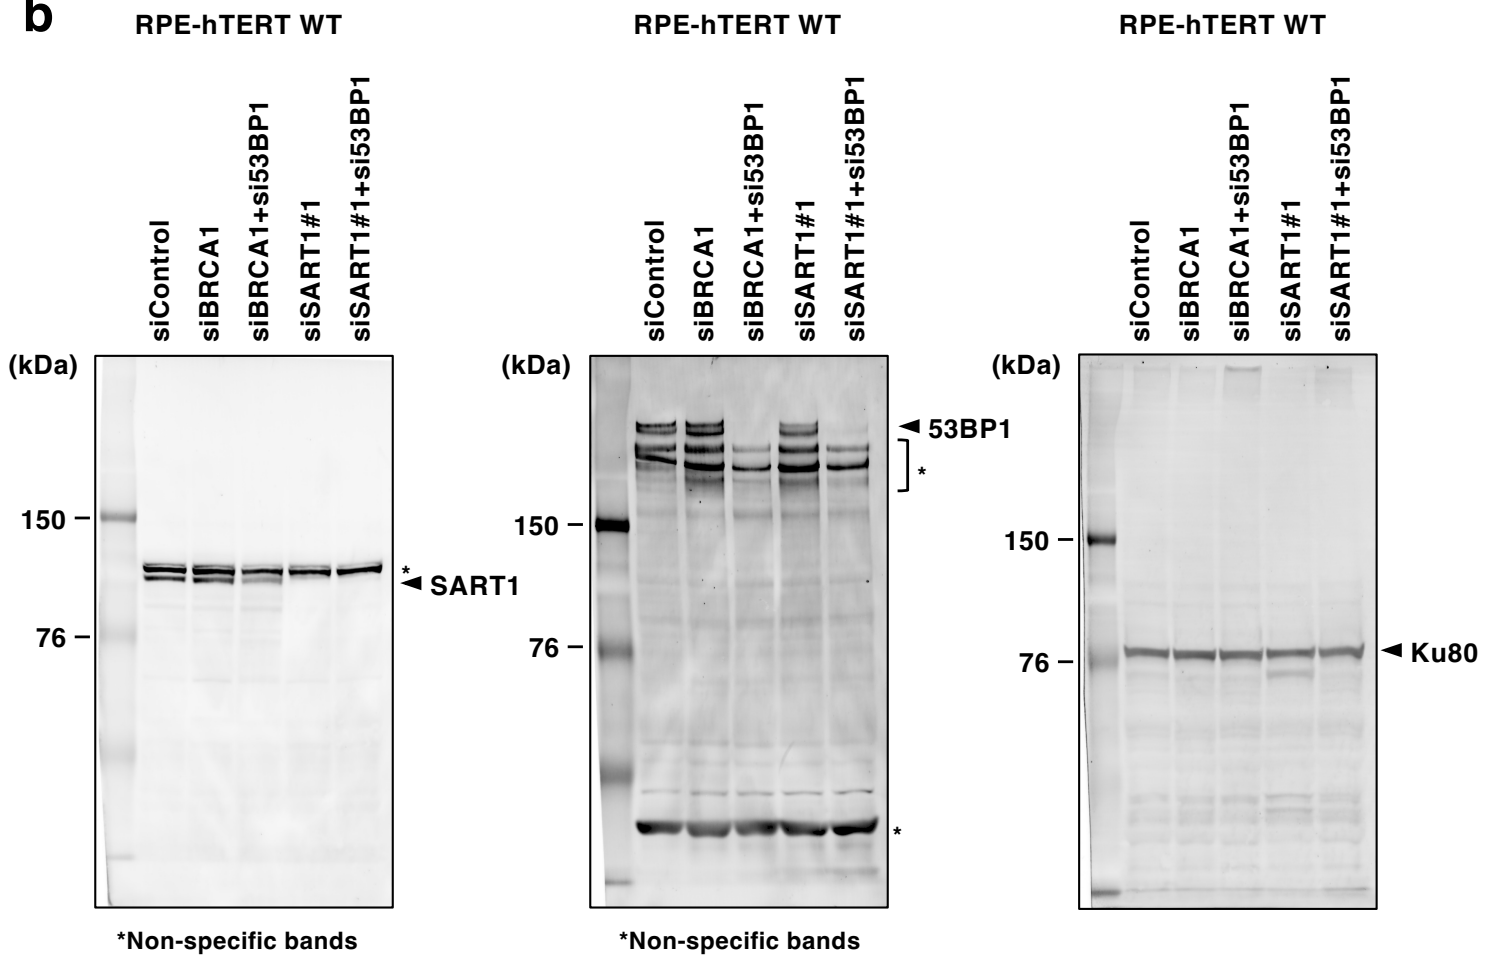 b
RPE-hTERT WT
RPE-hTERT WT
RPE-hTERT WT
siControl
siBRCA1
siBRCA1+si53BP1
siSART1#1
siSART1#1+si53BP1
siControl
siBRCA1
siBRCA1+si53BP1
siSART1#1
siSART1#1+si53BP1
siControl
siBRCA1
siBRCA1+si53BP1
siSART1#1
siSART1#1+si53BP1
(kDa)
150
76
*
SART1
*Non-specific bands
(kDa)
150
76
53BP1
*
*
*Non-specific bands
(kDa)
150
76
Ku80